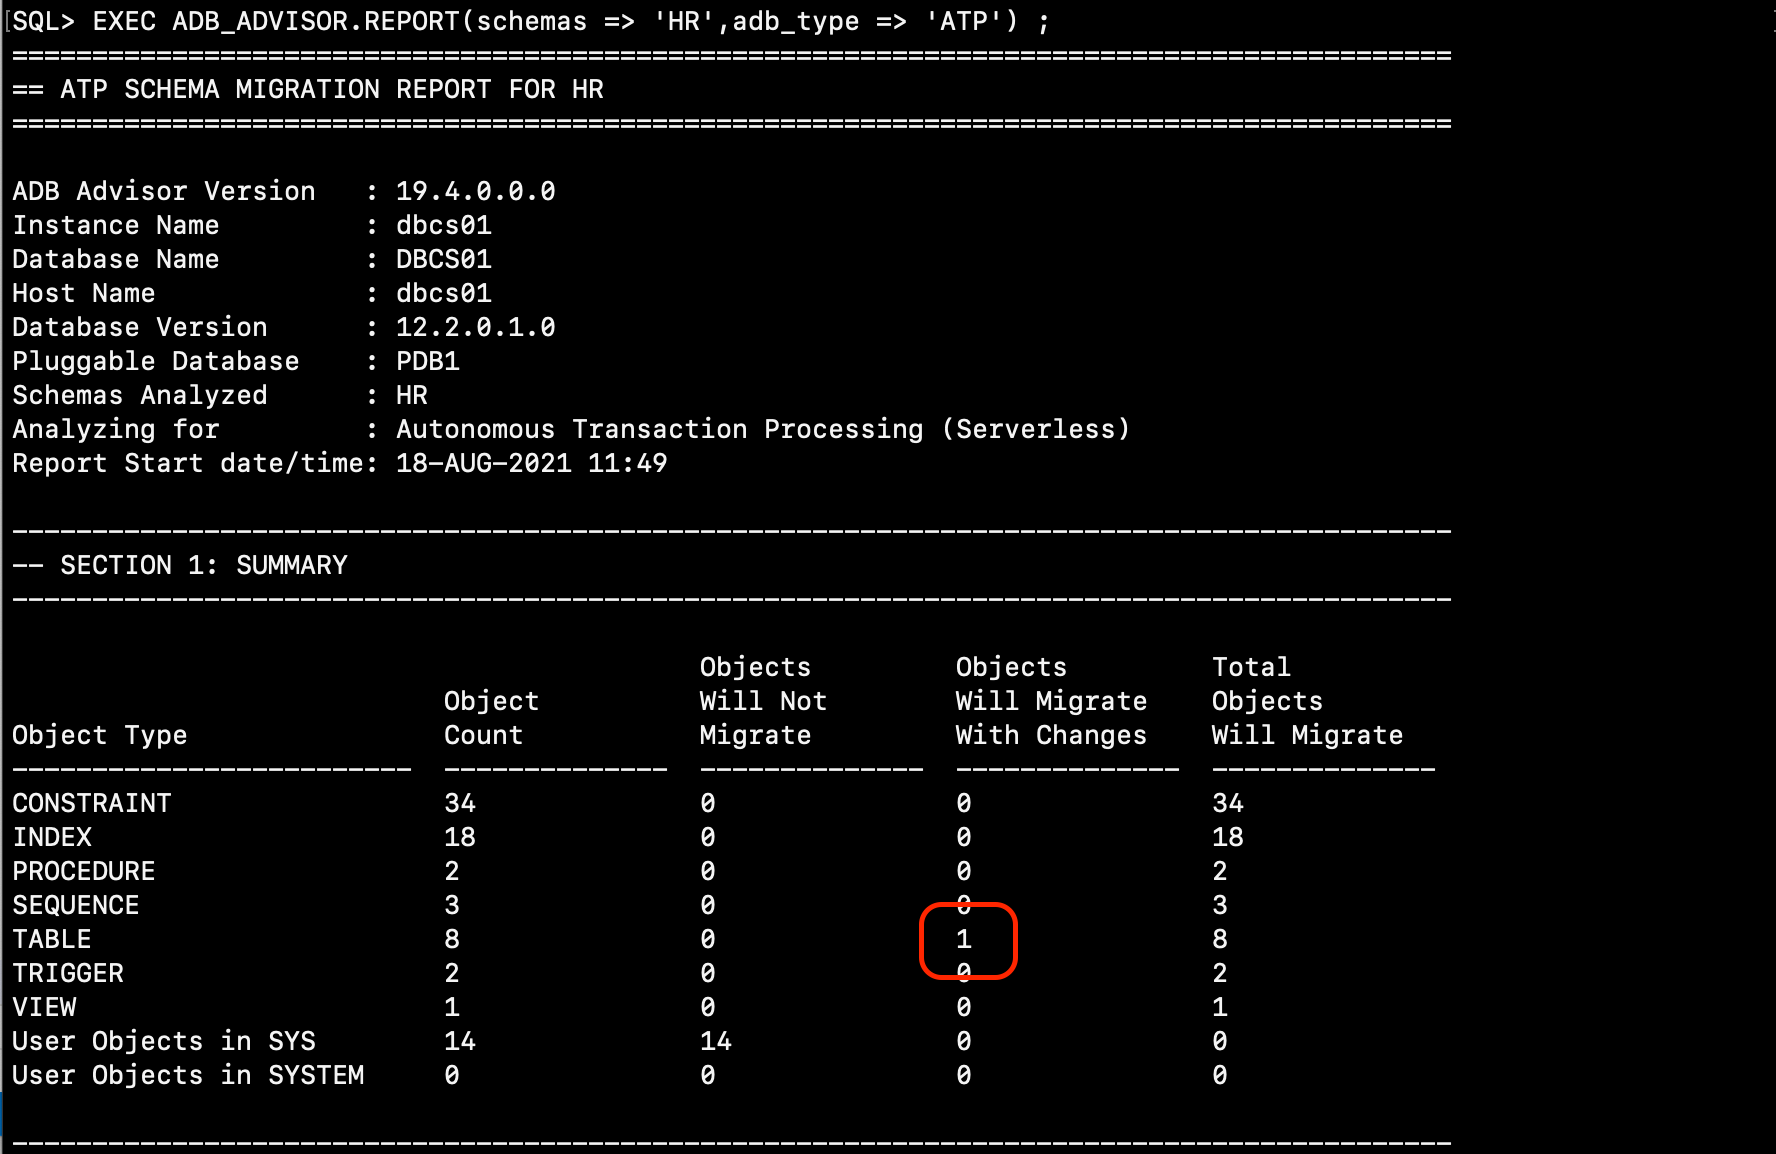 SQL> EXEC ADB_ADVISOR.REPORT(schemas => 'HR',adb_type => 'ATP') ;
==========================================================================================
== ATP SCHEMA MIGRATION REPORT FOR HR
==========================================================================================
ADB Advisor Version   : 19.4.0.0.0
Instance Name         : dbcs01
Database Name         : DBCS01
Host Name             : dbcs01
Database Version      : 12.2.0.1.0
Pluggable Database    : PDB1
Schemas Analyzed      : HR
Analyzing for         : Autonomous Transaction Processing (Serverless)
Report Start date/time: 18-AUG-2021 11:49
------------------------------------------------------------------------------------------
-- SECTION 1: SUMMARY
------------------------------------------------------------------------------------------
                                           Objects         Objects         Total
                           Object          Will Not        Will Migrate    Objects
Object Type                Count           Migrate         With Changes    Will Migrate
-------------------------  --------------  --------------  --------------  --------------
CONSTRAINT                 34              0               0               34
INDEX                      18              0               0               18
PROCEDURE                  2               0               0               2
SEQUENCE                   3               0               0               3
TABLE                      8               0               1               8
TRIGGER                    2               0               0               2
VIEW                       1               0               0               1
User Objects in SYS        14              14              0               0
User Objects in SYSTEM     0               0               0               0
------------------------------------------------------------------------------------------